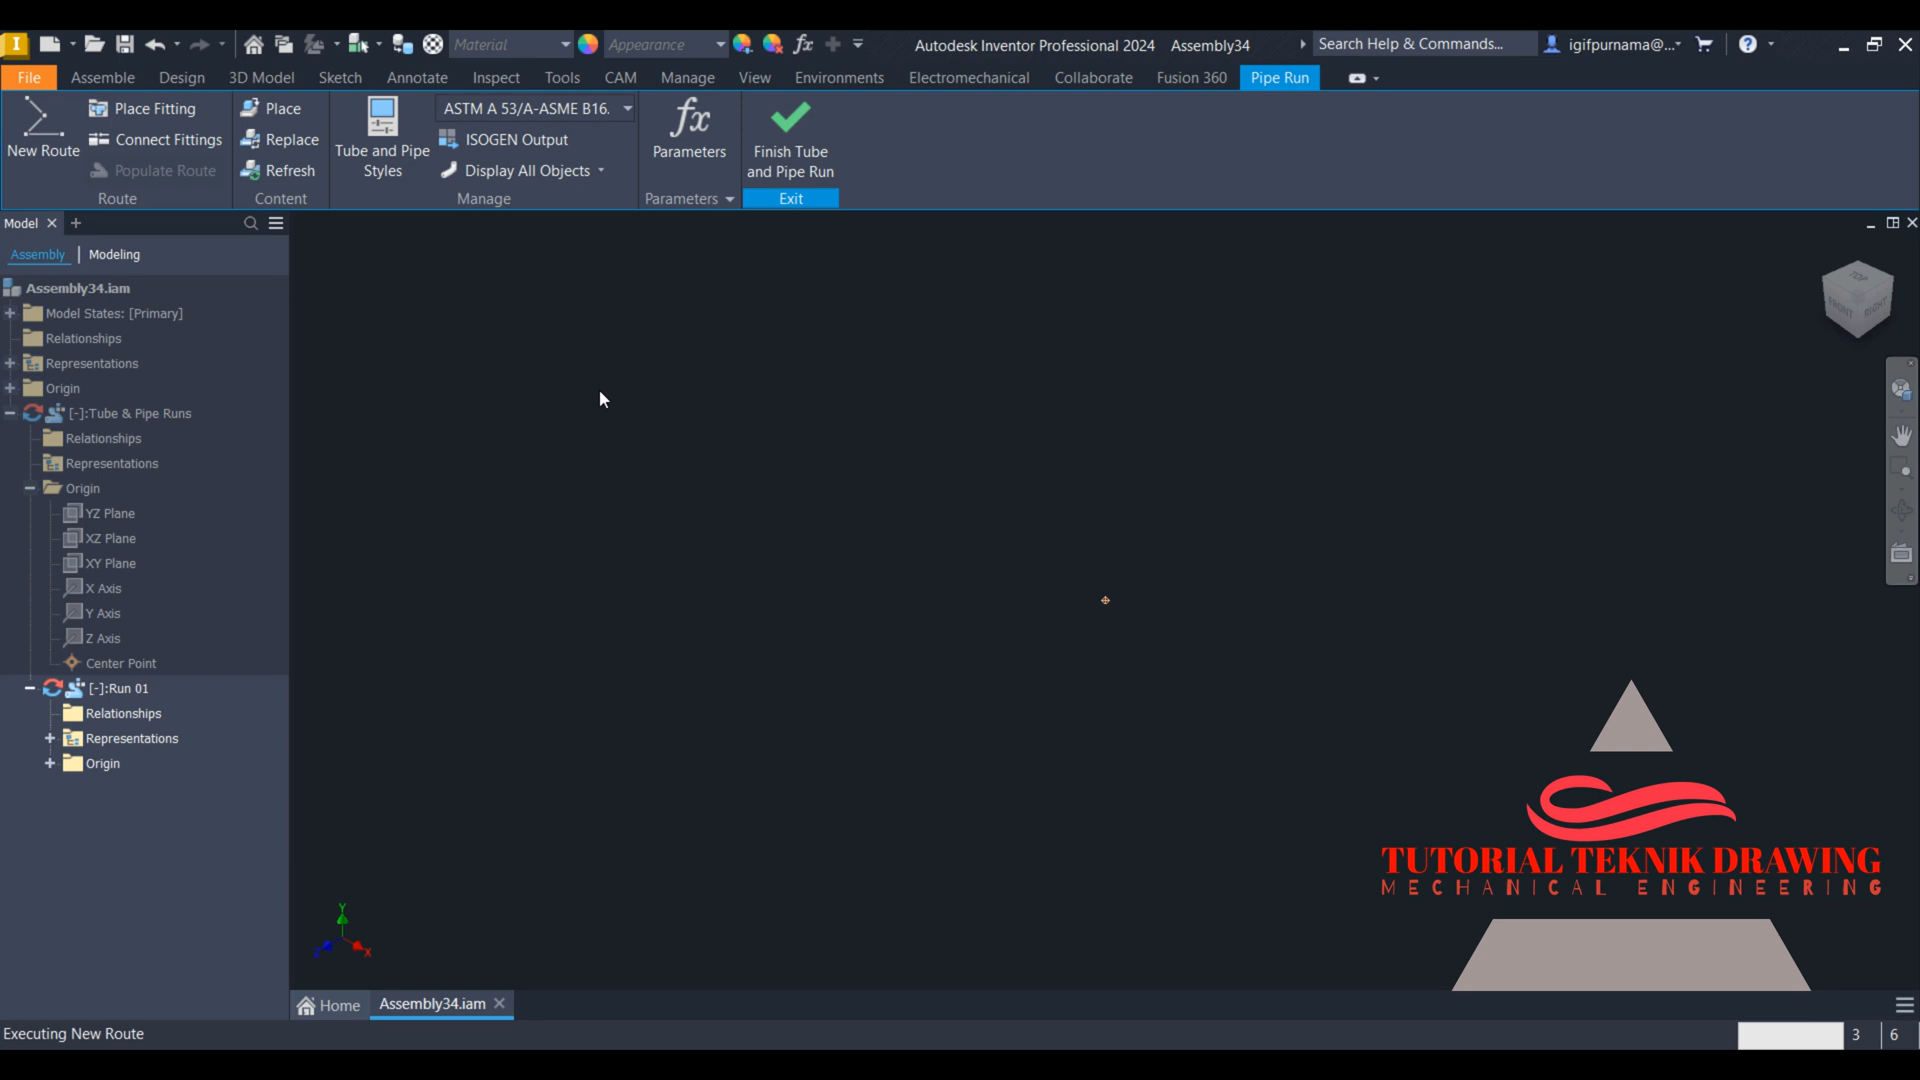 Material
Appearance
Autodesk Inventor Professional 2024 Assembly34
Search Help & Commands...
igifpurnama@...
File Assemble Design 3D Model Sketch Annotate Inspect Tools CAM Manage View Environments Electromechanical Collaborate Fusion 360 Pipe Run
New Route
Place Fitting
Connect Fittings
Populate Route
Route
Place
Replace
Refresh
Content
Tube and Pipe
Styles
ASTM A 53/A-ASME B16.
ISOGEN Output
Display All Objects
Manage
fx
Parameters
Parameters
Finish Tube
and Pipe Run
Exit
Model
Assembly | Modeling
Assembly34.iam
Model States: [Primary]
Relationships
Representations
Origin
[-]:Tube & Pipe Runs
Relationships
Representations
Origin
YZ Plane
XZ Plane
XY Plane
X Axis
Y Axis
Z Axis
Center Point
[-]:Run 01
Relationships
Representations
Origin
TOP
FRONT
RIGHT
Y
Z
X
TUTORIAL TEKNIK DRAWING
MECHANICAL ENGINEERING
Home
Assembly34.iam
Executing New Route
3
6